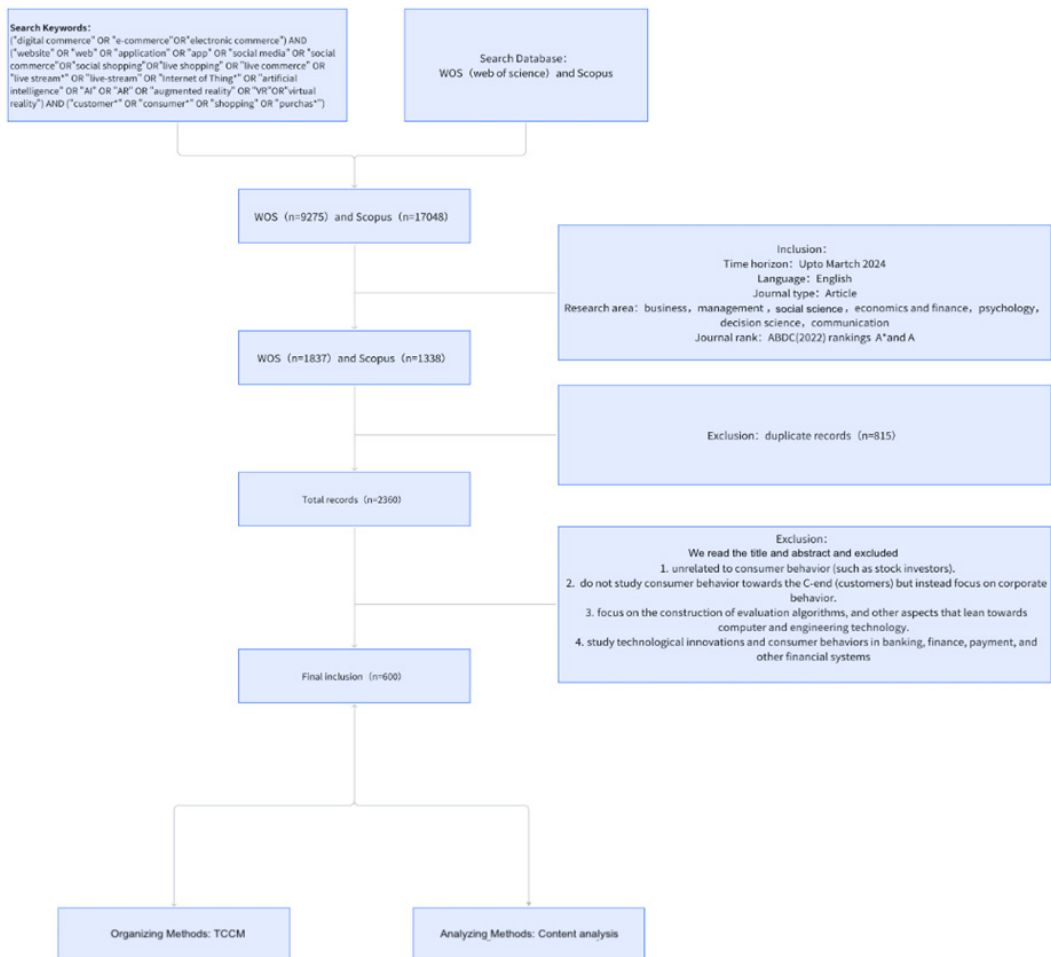 Search Keywords：
("digital commerce" OR "e-commerce"OR"electronic commerce") AND
("website" OR "web" OR "application" OR "app" OR "social media" OR "social
commerce"OR"social shopping"OR"live shopping" OR "live commerce" OR
"live stream*" OR "live-stream" OR "Internet of Thing*" OR "artificial
intelligence" OR "AI" OR "AR" OR "augmented reality" OR "VR"OR"virtual
reality") AND ("customer*" OR "consumer*" OR "shopping" OR "purchas*")
Search Database：
WOS（web of science）and Scopus
WOS（n=9275）and Scopus（n=17048）
Inclusion：
Time horizon：Upto Martch 2024
Language：English
Journal type：Article
Research area：business，management，social science，economics and finance，psychology，
decision science，communication
Journal rank：ABDC(2022) rankings A*and A
WOS（n=1837）and Scopus（n=1338）
Exclusion：duplicate records（n=815）
Total records（n=2360）
Exclusion：
We read the title and abstract and excluded
1. unrelated to consumer behavior (such as stock investors).
2. do not study consumer behavior towards the C-end (customers) but instead focus on corporate
behavior.
3. focus on the construction of evaluation algorithms, and other aspects that lean towards
computer and engineering technology.
4. study technological innovations and consumer behaviors in banking, finance, payment, and
other financial systems
Final inclusion（n=600）
Organizing Methods: TCCM
Analyzing Methods: Content analysis